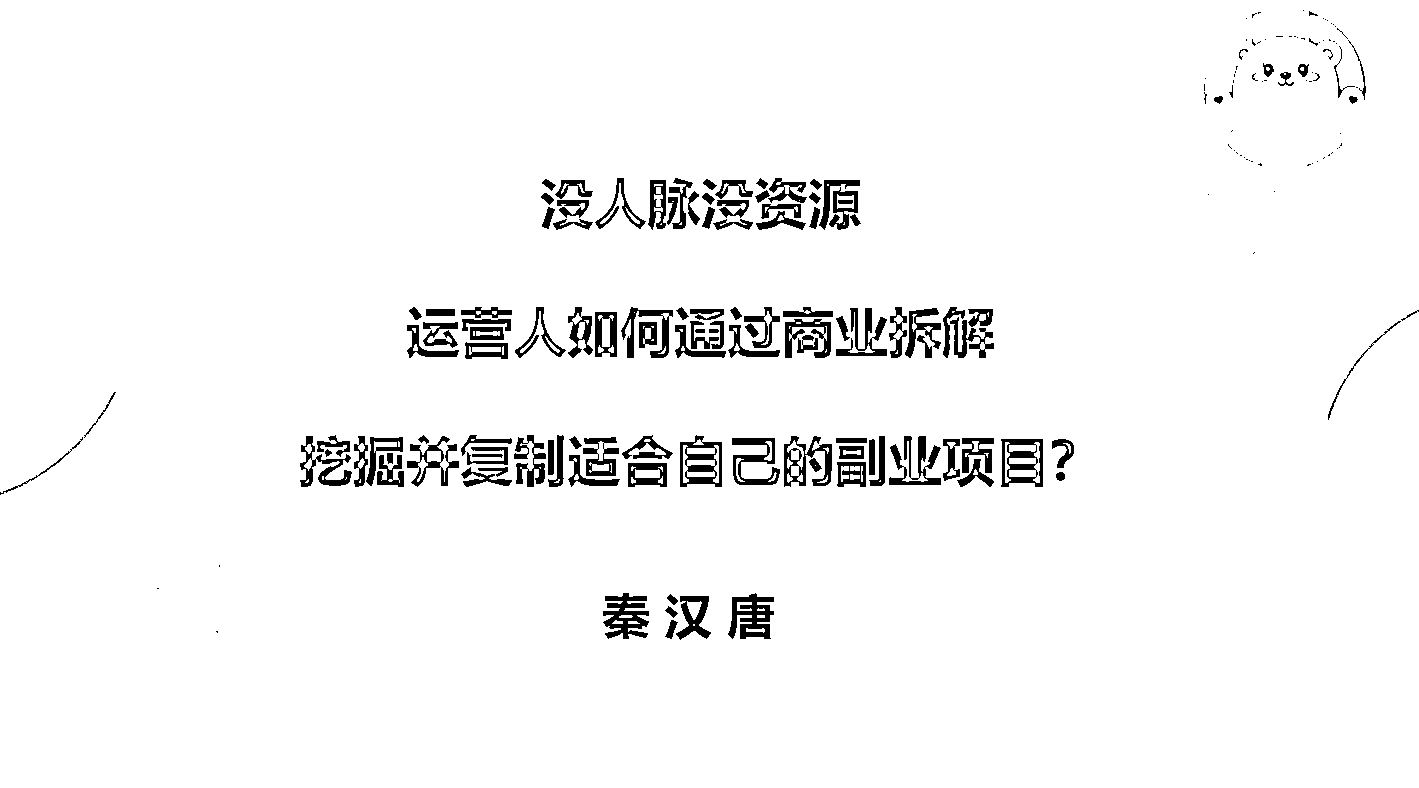 没人脉没资源
运营人如何通过商业拆解
挖掘并复制适合自己的副业项目?
秦汉唐